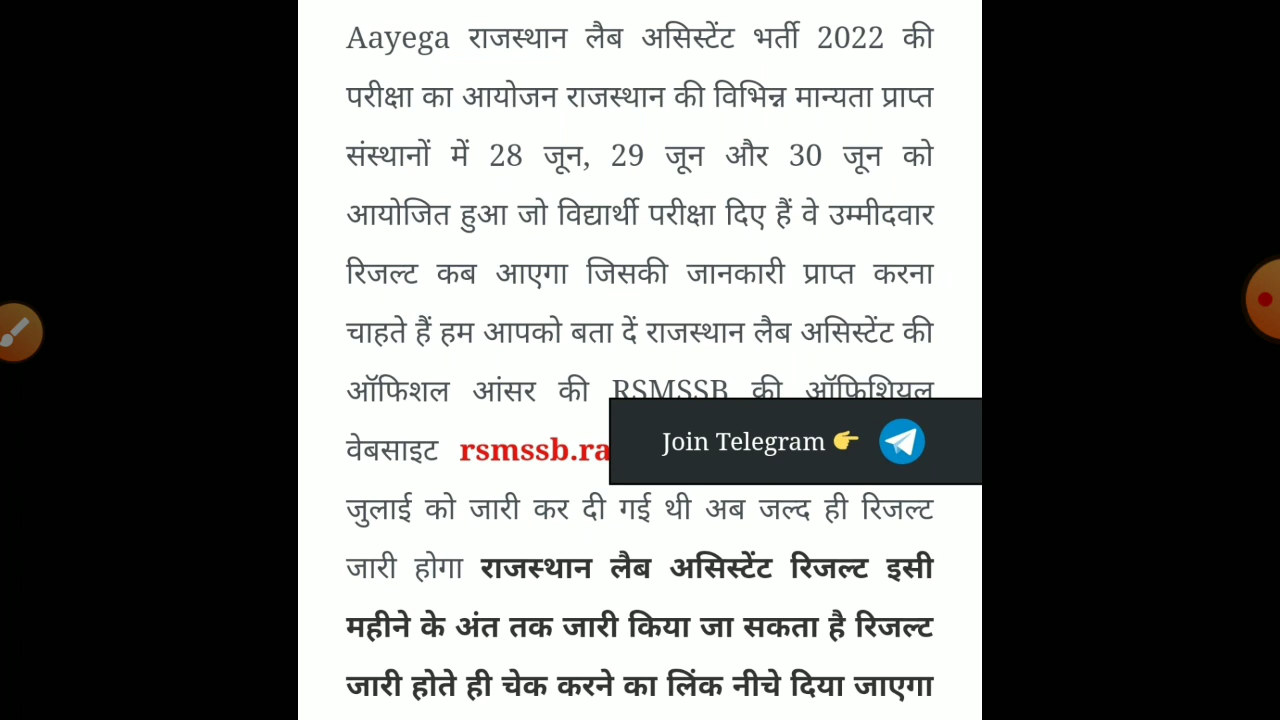 Aayega राजस्थान लैब असिस्टेंट भर्ती 2022 की
परीक्षा का आयोजन राजस्थान की विभिन्न मान्यता प्राप्त
संस्थानों में 28 जून, 29 जून और 30 जून को
आयोजित हुआ जो विद्यार्थी परीक्षा दिए हैं वे उम्मीदवार
रिजल्ट कब आएगा जिसकी जानकारी प्राप्त करना
चाहते हैं हम आपको बता दें राजस्थान लैब असिस्टेंट की
ऑफिशल आंसर की RSMSSB की ऑफिशियल
वेबसाइट rsmssb.ra
Join Telegram 👉
जुलाई को जारी कर दी गई थी अब जल्द ही रिजल्ट
जारी होगा राजस्थान लैब असिस्टेंट रिजल्ट इसी
महीने के अंत तक जारी किया जा सकता है रिजल्ट
जारी होते ही चेक करने का लिंक नीचे दिया जाएगा